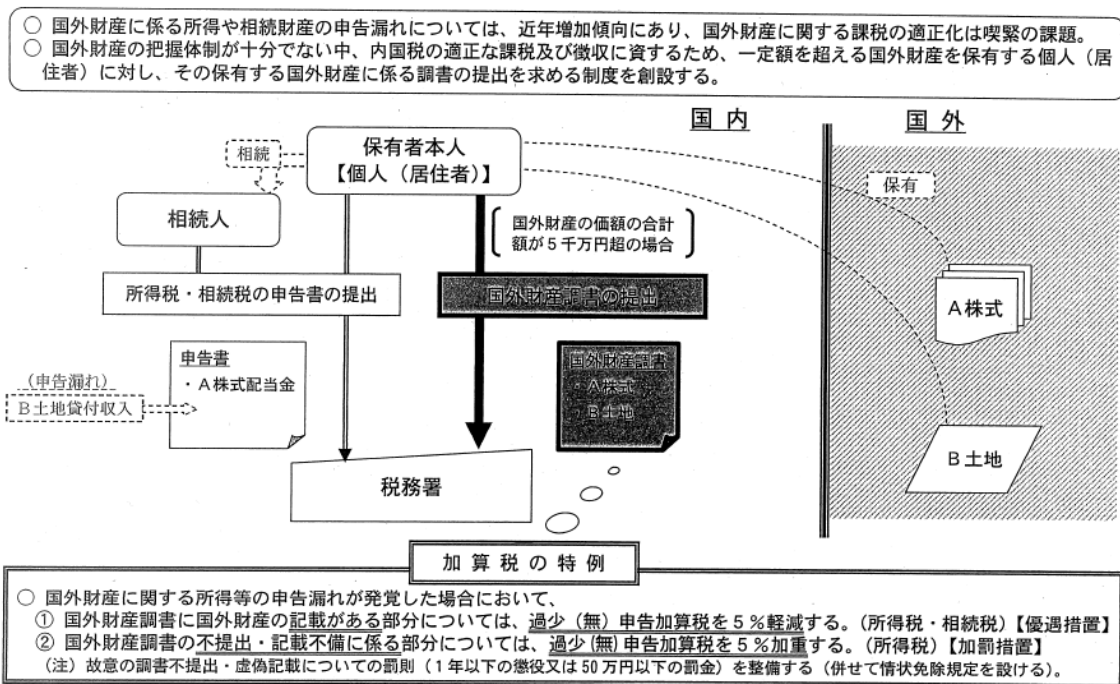 ○ 国外財産に係る所得や相続財産の申告漏れについては、近年増加傾向にあり、国外財産に関する課税の適正化は喫緊の課題。
○ 国外財産の把握体制が十分でない中、内国税の適正な課税及び徴収に資するため、一定額を超える国外財産を保有する個人（居
住者）に対し、その保有する国外財産に係る調書の提出を求める制度を創設する。
国内
国外
相続
保有者本人
【個人（居住者）】
保有
相続人
国外財産の価額の合計
額が５千万円超の場合
所得税・相続税の申告書の提出
国外財産調書の提出
Ａ株式
申告書
・Ａ株式配当金
(申告漏れ)
Ｂ土地貸付収入
国外財産調書
・Ａ株式
Ｂ土地
Ｂ土地
税務署
加算税の特例
○ 国外財産に関する所得等の申告漏れが発覚した場合において、
① 国外財産調書に国外財産の記載がある部分については、過少（無）申告加算税を５％軽減する。（所得税・相続税）【優遇措置】
② 国外財産調書の不提出・記載不備に係る部分については、過少（無）申告加算税を５％加重する。（所得税）【加罰措置】
（注）故意の調書不提出・虚偽記載についての罰則（１年以下の懲役又は50万円以下の罰金）を整備する（併せて情状免除規定を設ける）。